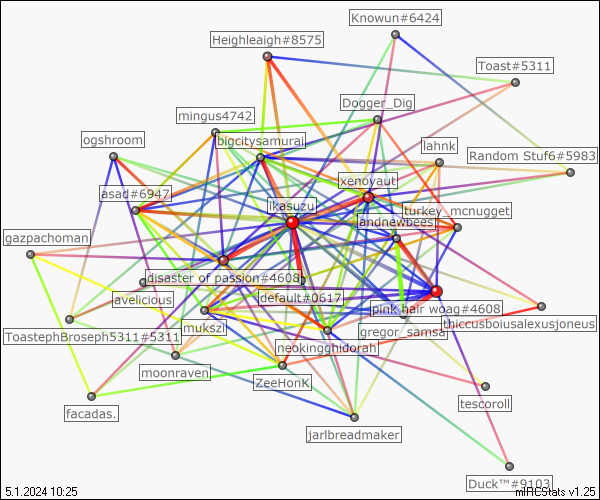 Knowun#6424
Heighleaigh#8575
Toast#5311
Dogger_Dig
mingus4742
ogshroom
bigcitysamurai
lahnk
Random Stuf6#5983
xenoyaut
asad#6947
ikasuzu
turkey_mcnugget
andnewbees
gazpachoman
disaster of passion#4608
default#0617
avelicious
pink hair woag#4608
thiccusboiusalexusjoneus
mukszi
gregor_samsa
ToastephBroseph5311#5311
neokingghidorah
moonraven
ZeeHonK
tescoroll
facadas.
jarlbreadmaker
Duck™#9103
5.1.2024 10:25
mIRCStats v1.25